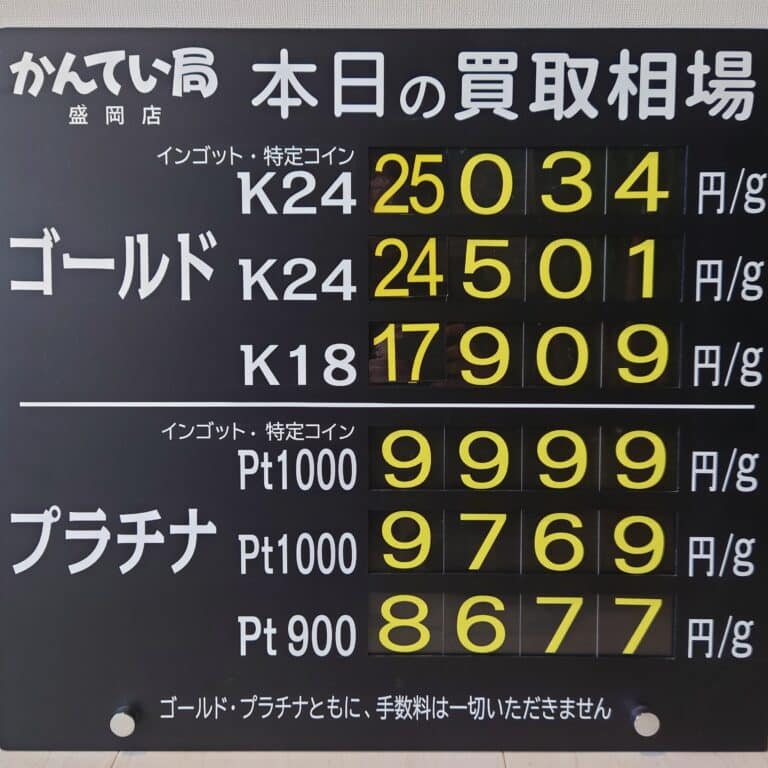 かんてい局 本日の買取相場
盛岡店
インゴット・特定コイン
K24 25034 円/g
ゴールド K24 24501 円/g
K18 17909 円/g
インゴット・特定コイン
Pt1000 9999 円/g
プラチナ Pt1000 9769 円/g
Pt 900 8677 円/g
ゴールド・プラチナともに、手数料は一切いただきません